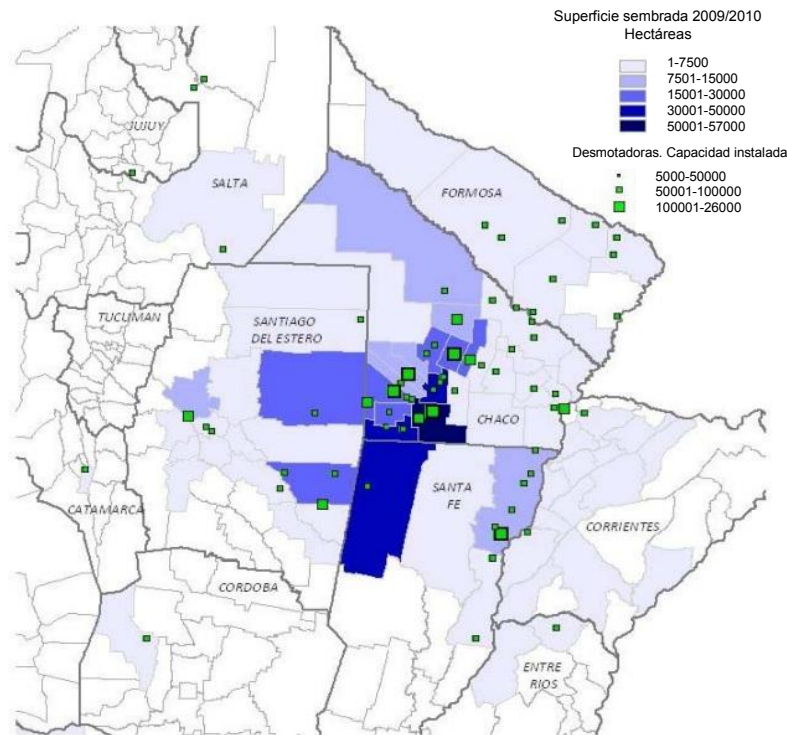 Superficie sembrada 2009/2010
Hectáreas
1-7500
7501-15000
15001-30000
30001-50000
50001-57000
Desmotadoras. Capacidad instalada
5000-50000
50001-100000
100001-26000
JUJUY
SALTA
FORMOSA
TUCUMAN
SANTIAGO
DEL ESTERO
CHACO
SANTA
FE
CATAMARCA
CORRIENTES
CORDOBA
ENTRE
RIOS